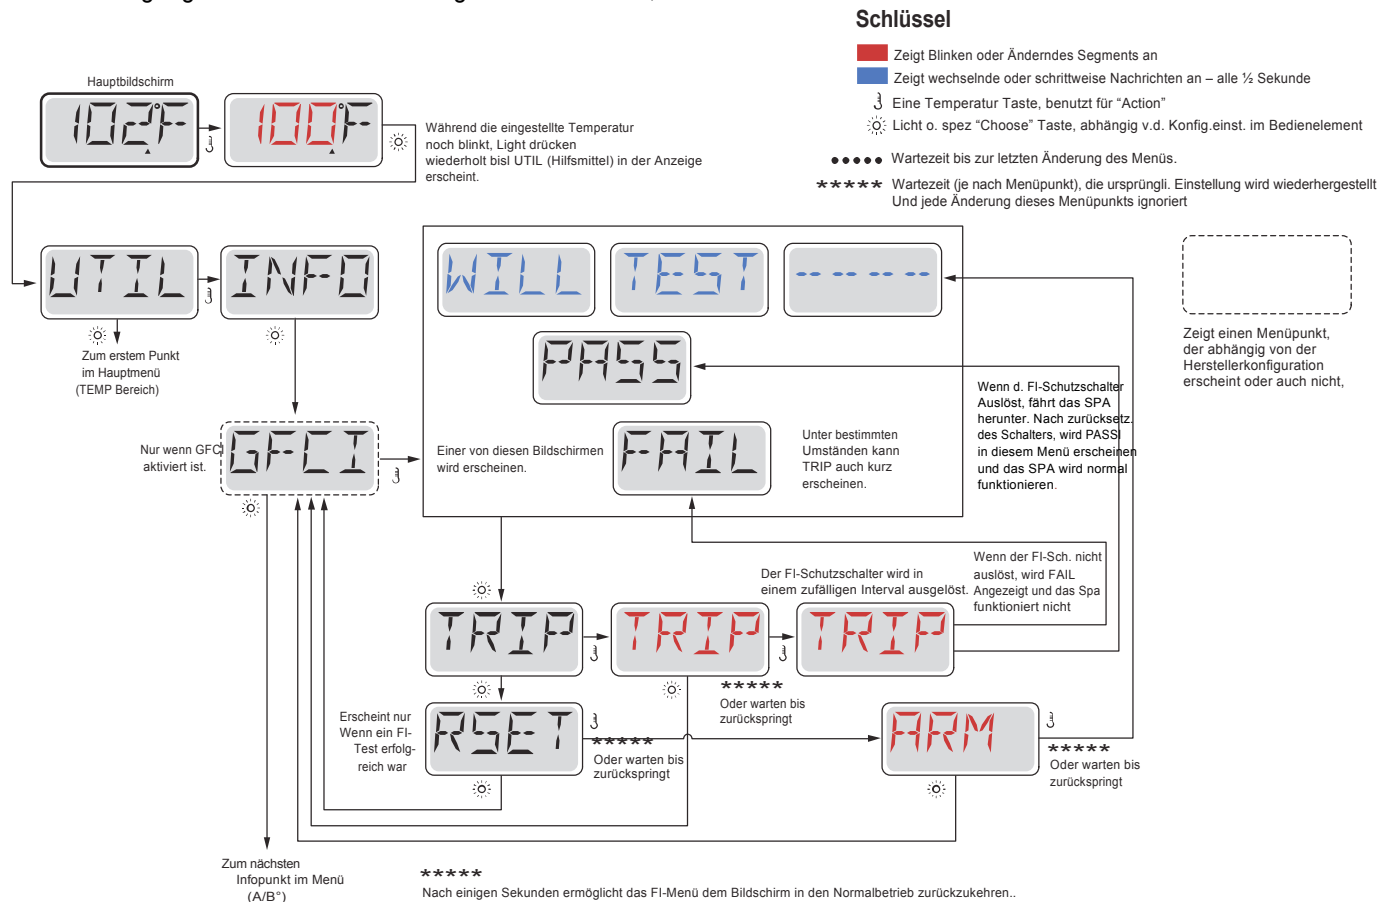 Schlüssel
Zeigt Blinken oder Änderndes Segments an
Zeigt wechselnde oder schrittweise Nachrichten an – alle ½ Sekunde
Eine Temperatur Taste, benutzt für “Action”
Licht o. spez “Choose” Taste, abhängig v.d. Konfig.einst. im Bedienelement
Wartezeit bis zur letzten Änderung des Menüs.
***** Wartezeit (je nach Menüpunkt), die ursprüngli. Einstellung wird wiederhergestellt
Und jede Änderung dieses Menüpunkts ignoriert
Hauptbildschirm
102°F
100°F
Während die eingestellte Temperatur
noch blinkt, Light drücken
wiederholt bisl UTIL (Hilfsmittel) in der Anzeige
erscheint.
UTIL
INFO
Zum erstem Punkt
im Hauptmenü
(TEMP Bereich)
WILL
TEST
-- -- -- --
PASS
Zeigt einen Menüpunkt,
der abhängig von der
Herstellerkonfiguration
erscheint oder auch nicht,
Nur wenn GFCI
aktiviert ist.
GFCI
Einer von diesen Bildschirmen
wird erscheinen.
FAIL
Unter bestimmten
Umständen kann
TRIP auch kurz
erscheinen.
Wenn d. FI-Schutzschalter
Auslöst, fährt das SPA
herunter. Nach zurücksetz.
des Schalters, wird PASSI
in diesem Menü erscheinen
und das SPA wird normal
funktionieren.
Der FI-Schutzschalter wird in
einem zufälligen Interval ausgelöst.
Wenn der FI-Sch. nicht
auslöst, wird FAIL
Angezeigt und das Spa
funktioniert nicht
TRIP
TRIP
TRIP
*****
Oder warten bis
zurückspringt
Erscheint nur
Wenn ein FI-
Test erfolg-
reich war
RSET
*****
Oder warten bis
zurückspringt
ARM
*****
Oder warten bis
zurückspringt
Zum nächsten
Infopunkt im Menü
(A/B°)
*****
Nach einigen Sekunden ermöglicht das FI-Menü dem Bildschirm in den Normalbetrieb zurückzukehren..